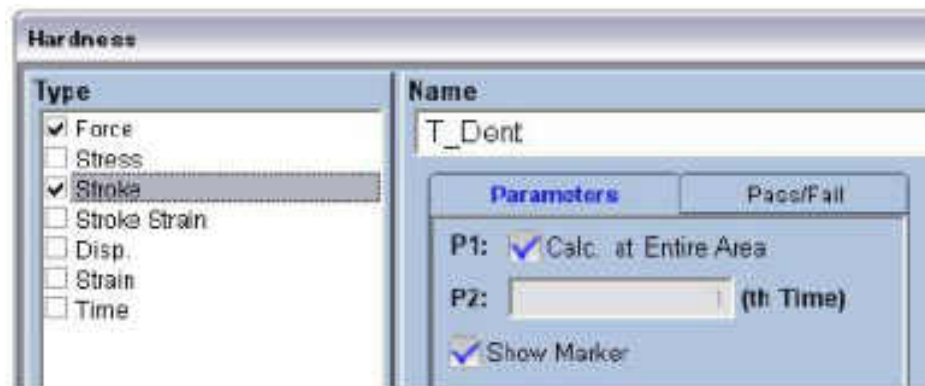 Hardness
Type
Force
Stress
Stroke
Stroke Strain
Disp.
Strain
Time
Name
T_Dent
Parameters
Pass/Fail
P1: Calc. at Entire Area
P2: 1 (th Time)
Show Marker